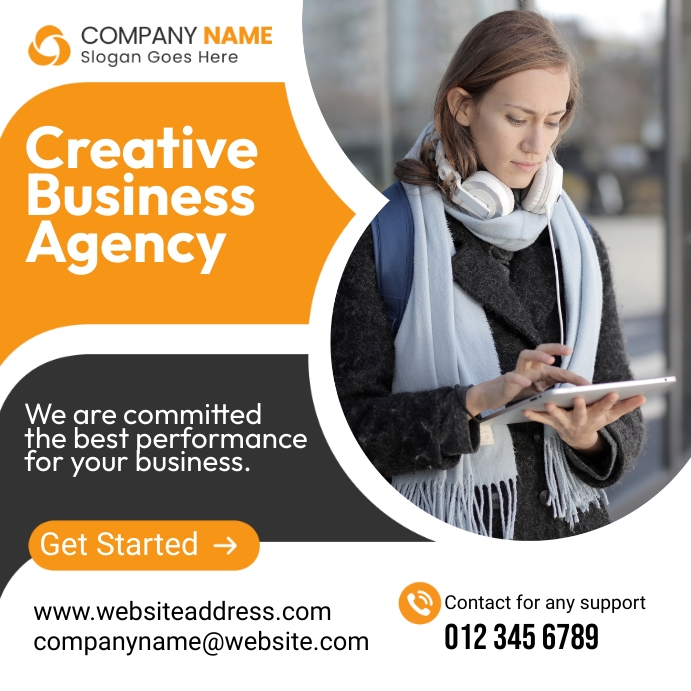 COMPANY NAME
Slogan Goes Here
Creative
Business
Agency
We are committed
the best performance
for your business.
Get Started
www.websiteaddress.com
companyname@website.com
Contact for any support
012 345 6789